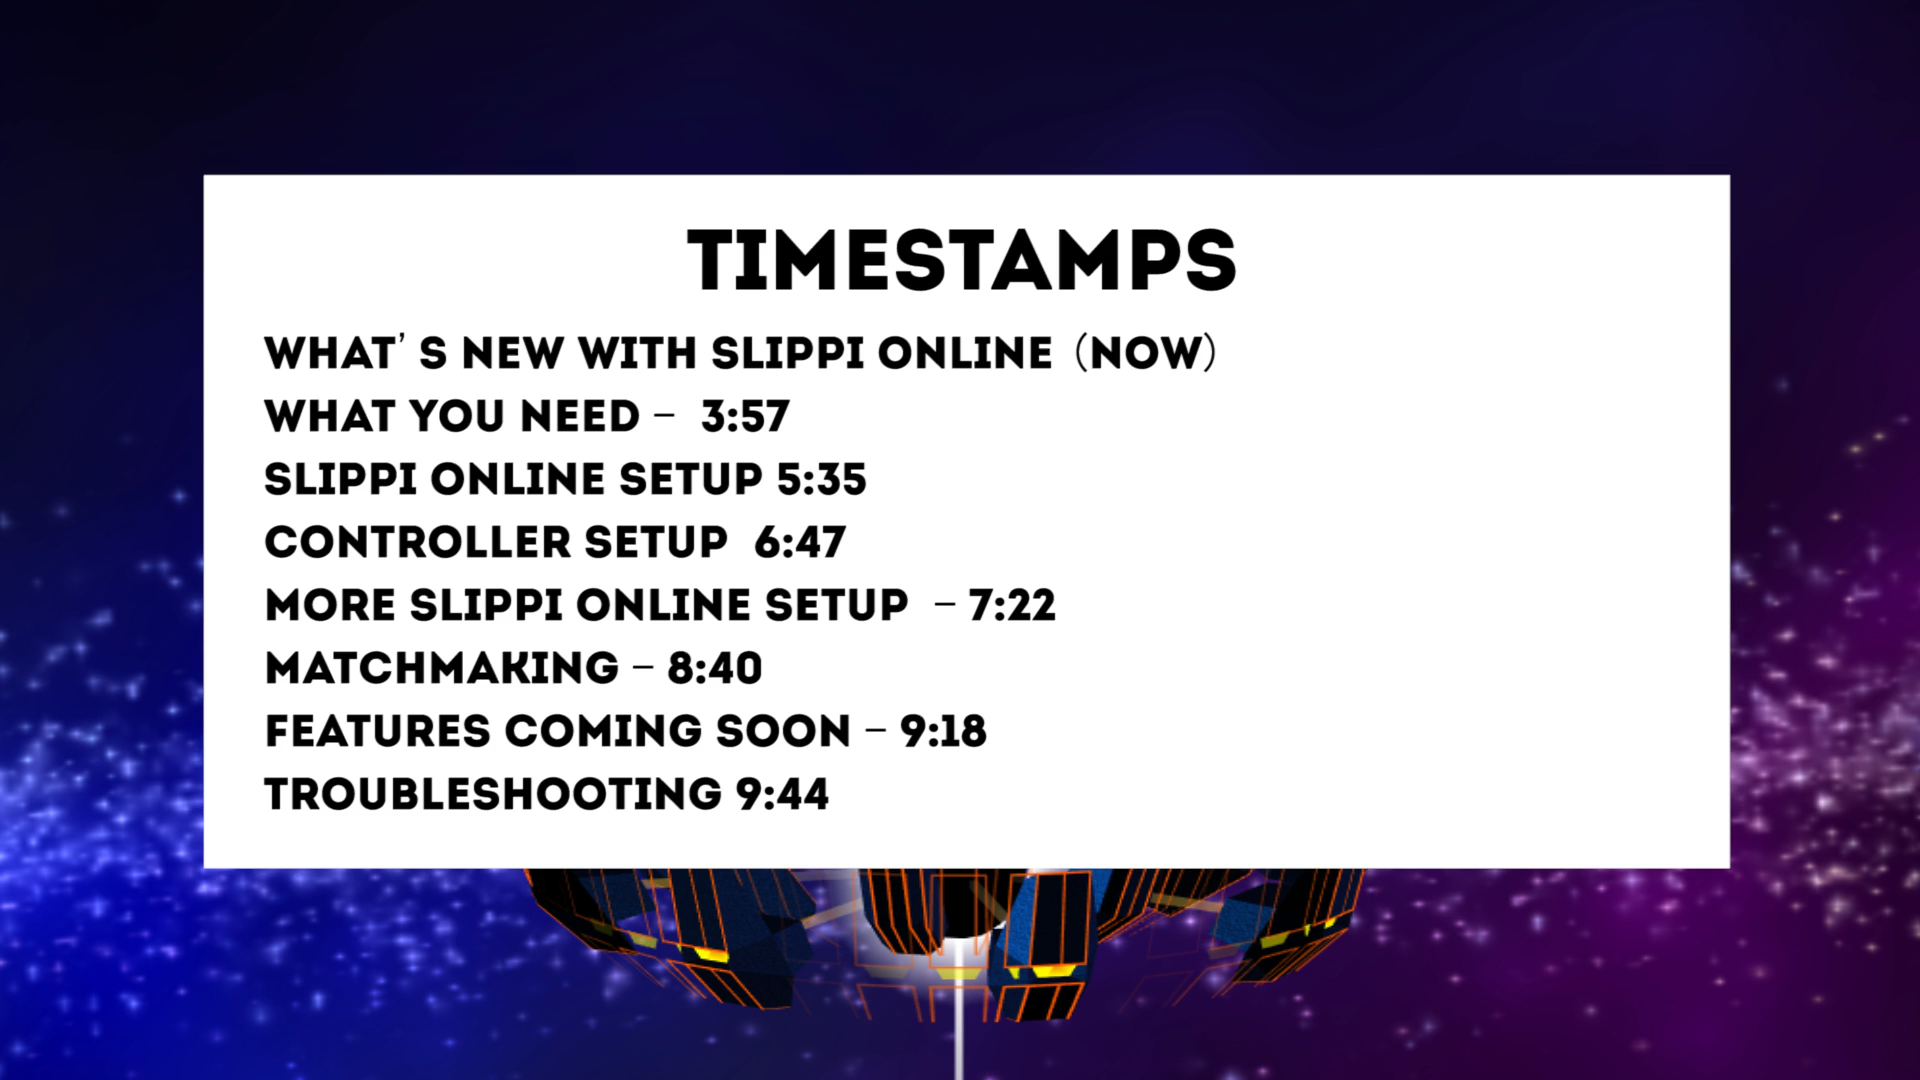 TIMESTAMPS
WHAT’S NEW WITH SLIPPI ONLINE (NOW)
WHAT YOU NEED – 3:57
SLIPPI ONLINE SETUP 5:35
CONTROLLER SETUP 6:47
MORE SLIPPI ONLINE SETUP – 7:22
MATCHMAKING – 8:40
FEATURES COMING SOON – 9:18
TROUBLESHOOTING 9:44